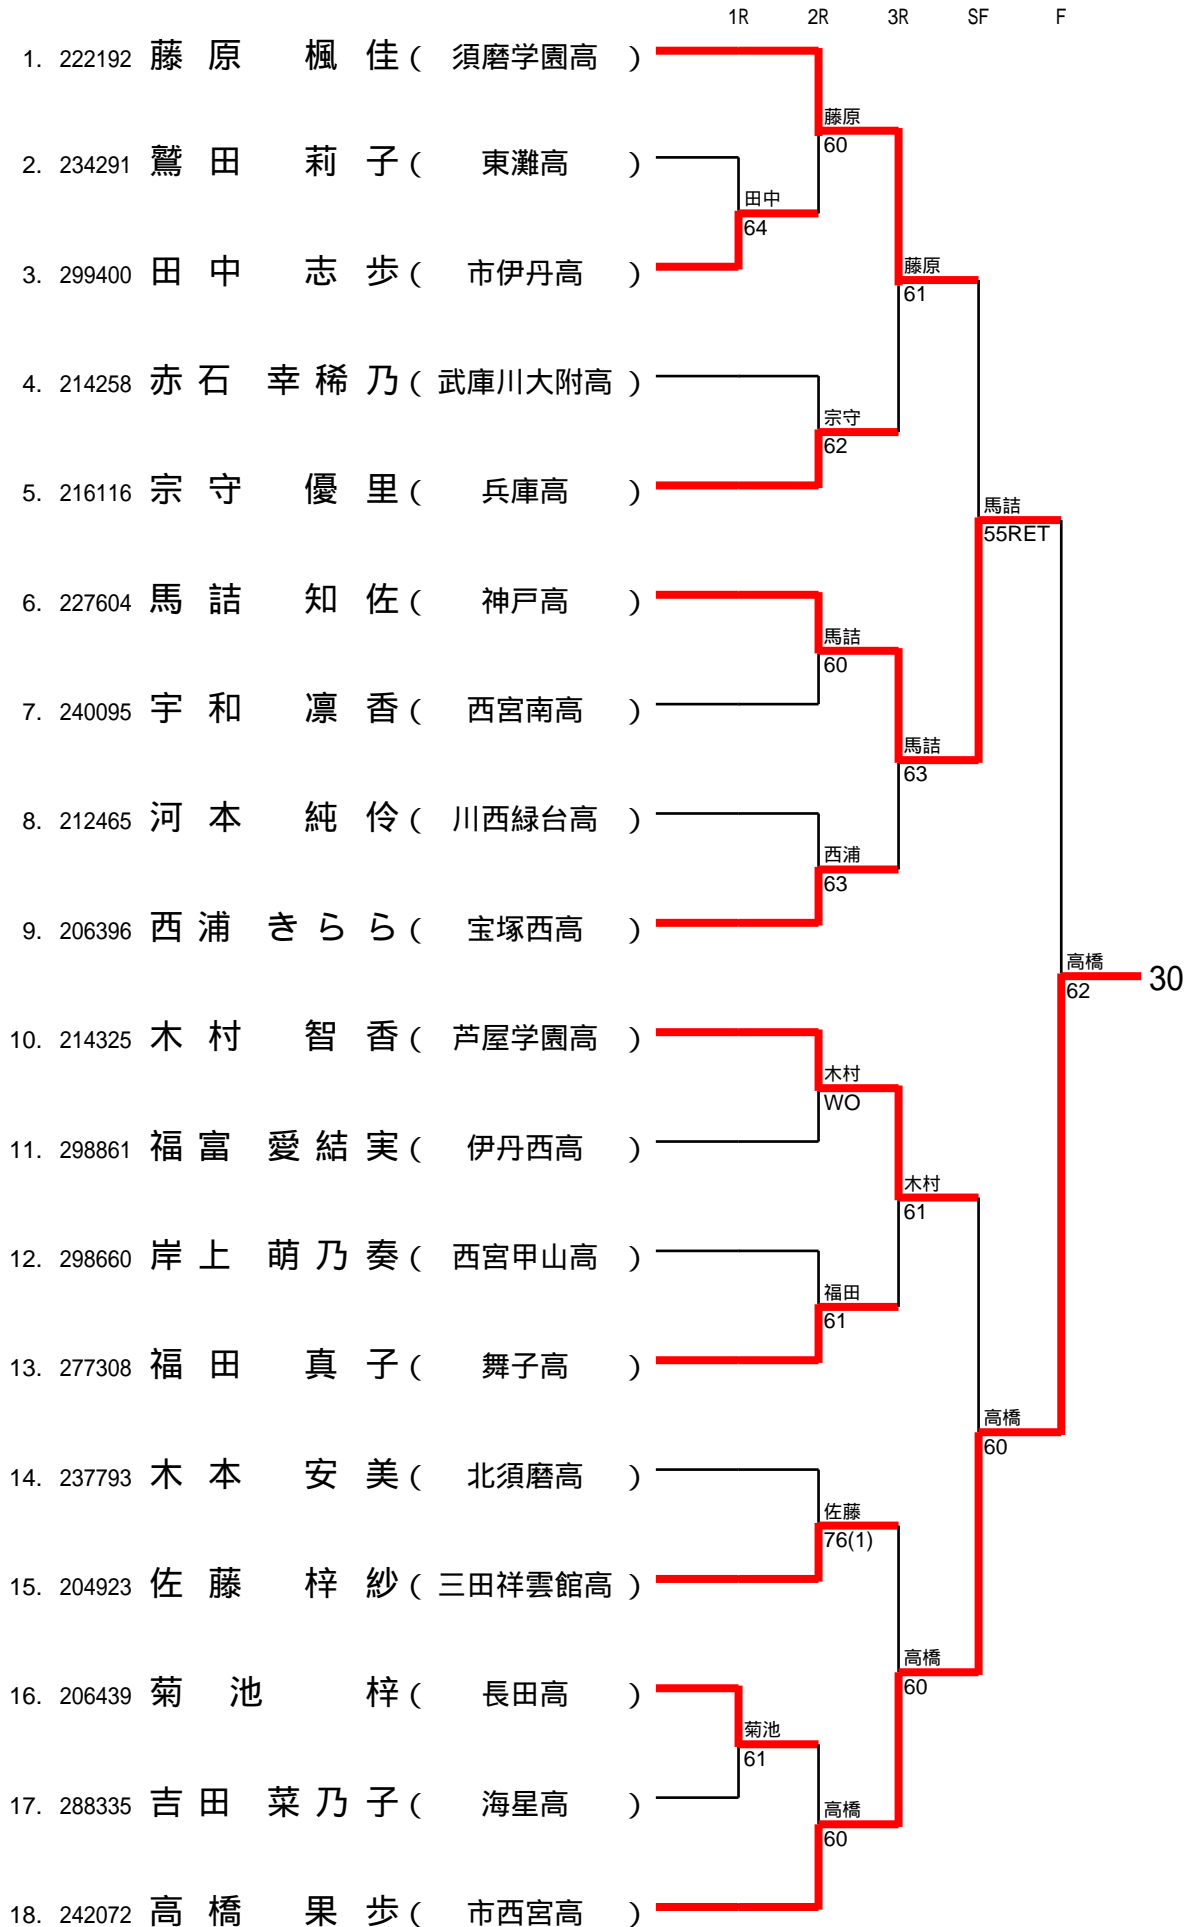 1R 2R 3R SF F
1. 222192 藤原 楓佳 ( 須磨学園高 )
藤原
60
2. 234291 鷲田 莉子 ( 東灘高 )
田中
64
3. 299400 田中 志歩 ( 市伊丹高 )
藤原
61
4. 214258 赤石 幸稀乃 ( 武庫川大附高 )
宗守
62
5. 216116 宗守 優里 ( 兵庫高 )
馬詰
55RET
6. 227604 馬詰 知佐 ( 神戸高 )
馬詰
60
7. 240095 宇和 凛香 ( 西宮南高 )
馬詰
63
8. 212465 河本 純伶 ( 川西緑台高 )
西浦
63
9. 206396 西浦 きらら ( 宝塚西高 )
高橋
62
30
10. 214325 木村 智香 ( 芦屋学園高 )
木村
WO
11. 298861 福富 愛結実 ( 伊丹西高 )
木村
61
12. 298660 岸上 萌乃奏 ( 西宮甲山高 )
福田
61
13. 277308 福田 真子 ( 舞子高 )
高橋
60
14. 237793 木本 安美 ( 北須磨高 )
佐藤
76(1)
15. 204923 佐藤 梓紗 ( 三田祥雲館高 )
高橋
60
16. 206439 菊池 梓 ( 長田高 )
菊池
61
17. 288335 吉田 菜乃子 ( 海星高 )
高橋
60
18. 242072 高橋 果歩 ( 市西宮高 )